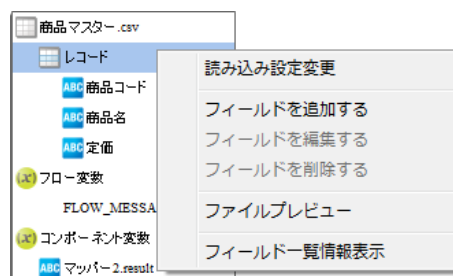 商品マスター.csv
レコード
ABC 商品コード
ABC 商品名
ABC 定価
(x) フロー変数
FLOW_MESSA
(x) コンポーネント変数
ABC マッパー2.result
読み込み設定変更
フィールドを追加する
フィールドを編集する
フィールドを削除する
ファイルプレビュー
フィールド一覧情報表示